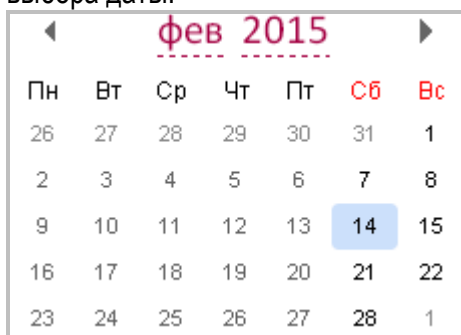 выбора даты:
фев 2015
Пн Вт Ср Чт Пт Сб Вс
26 27 28 29 30 31 1
2 3 4 5 6 7 8
9 10 11 12 13 14 15
16 17 18 19 20 21 22
23 24 25 26 27 28 1